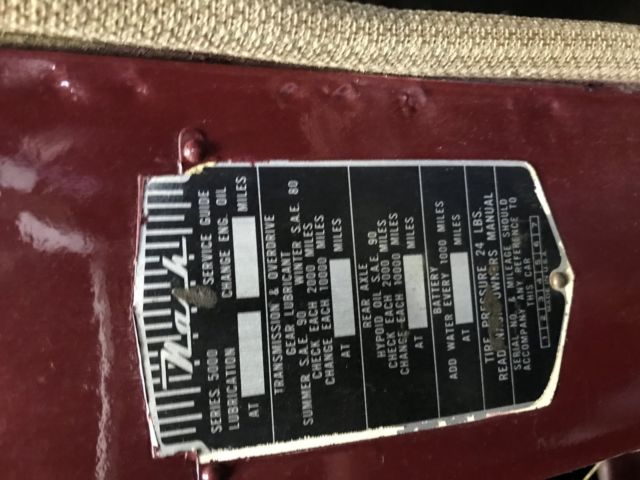 Nash
SERIES 5000 SERVICE GUIDE
LUBRICATION CHANGE ENG. OIL
AT MILES
TRANSMISSION & OVERDRIVE
GEAR LUBRICANT
SUMMER S.A.E. 90 WINTER S.A.E. 80
CHECK EACH 2000 MILES
CHANGE EACH 10000 MILES
AT MILES
REAR AXLE
HYPOID OIL S.A.E. 90
CHECK EACH 2000 MILES
CHANGE EACH 10000 MILES
AT MILES
BATTERY
ADD WATER EVERY 1000 MILES
AT MILES
TIRE PRESSURE 24 LBS.
READ OWNERS MANUAL
SERIAL NO. & MILEAGE SHOULD
ACCOMPANY ANY REFERENCE TO
THIS CAR